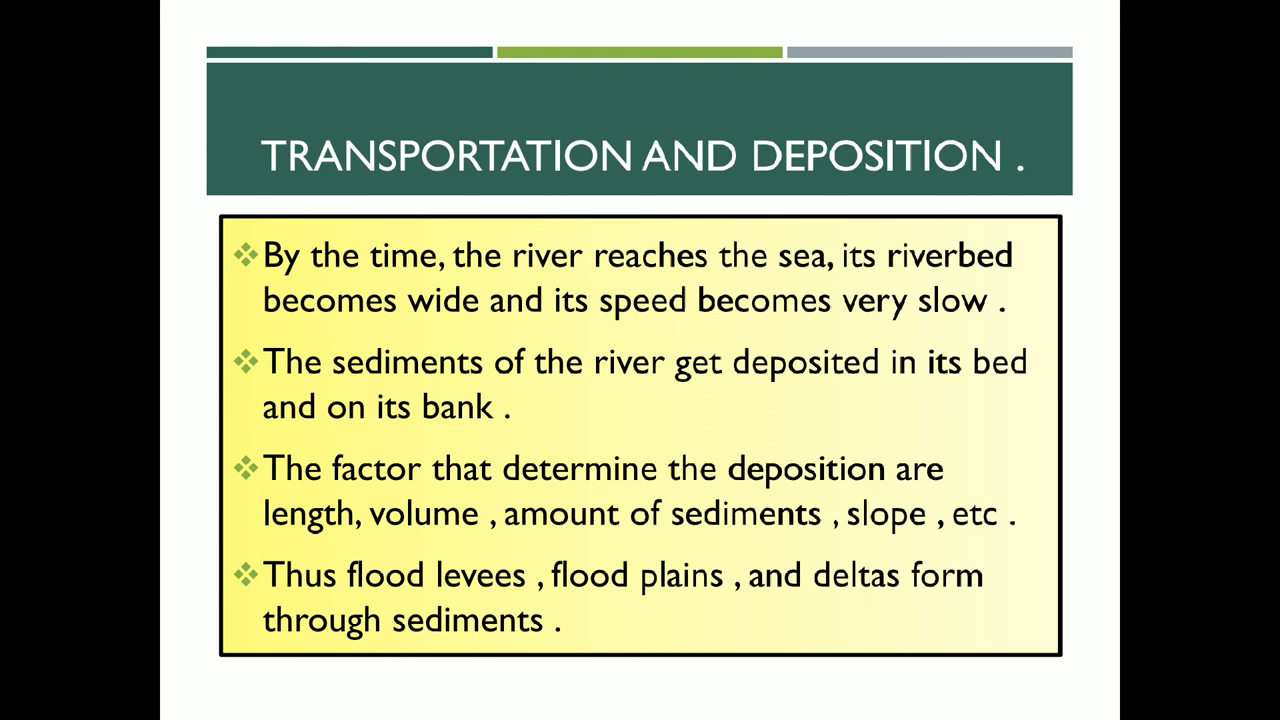 TRANSPORTATION AND DEPOSITION .
By the time, the river reaches the sea, its riverbed
becomes wide and its speed becomes very slow .
The sediments of the river get deposited in its bed
and on its bank .
The factor that determine the deposition are
length, volume , amount of sediments , slope , etc .
Thus flood levees , flood plains , and deltas form
through sediments .